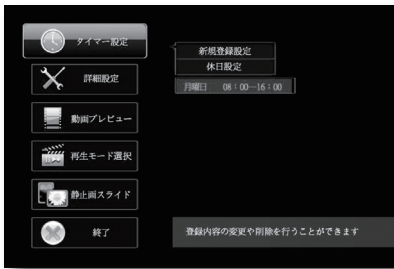 タイマー設定
新規登録設定
休日設定
月曜日 08:00―16:00
詳細設定
動画プレビュー
再生モード選択
静止画スライド
終了
登録内容の変更や削除を行うことができます